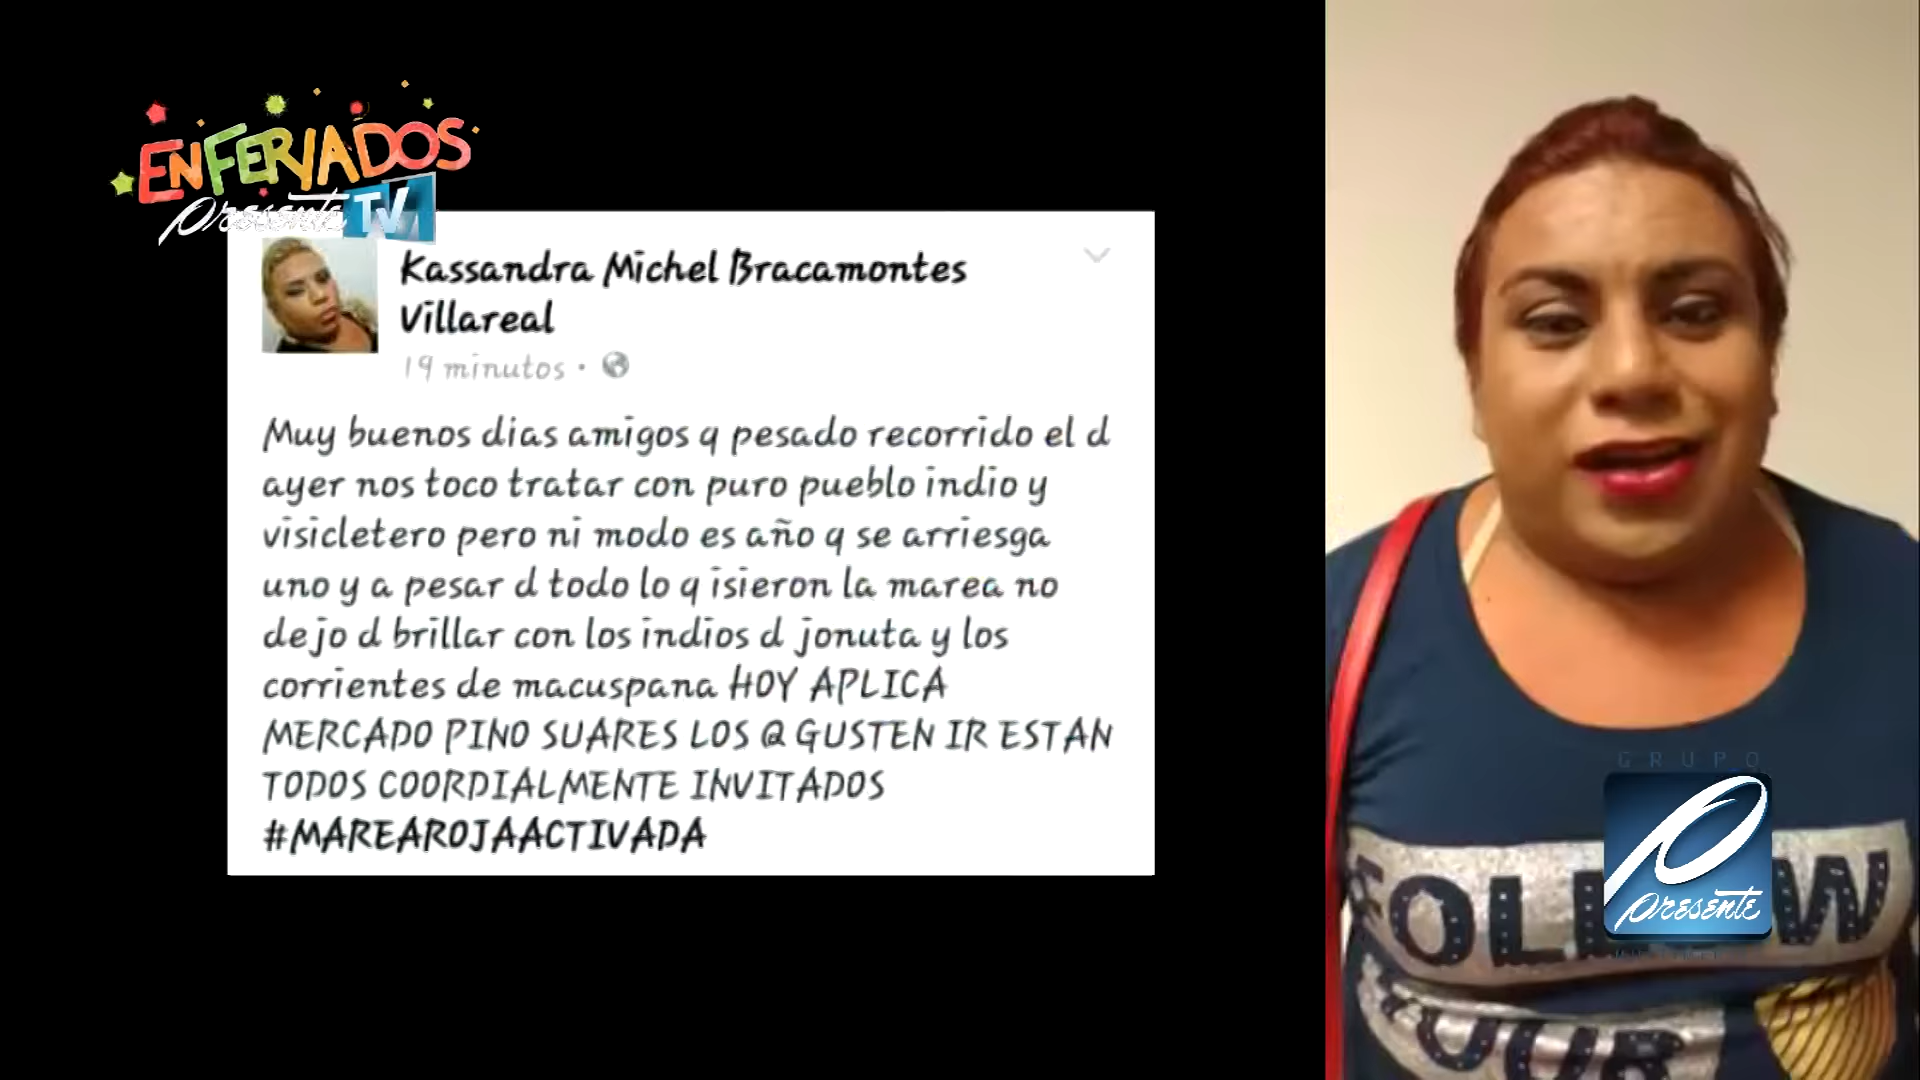 ENFERIADOS
Presente TV
Kassandra Michel Bracamontes
Villareal
19 minutos ·
Muy buenos dias amigos q pesado recorrido el d
ayer nos toco tratar con puro pueblo indio y
visicletero pero ni modo es año q se arriesga
uno y a pesar d todo lo q isieron la marea no
dejo d brillar con los indios d jonuta y los
corrientes de macuspana HOY APLICA
MERCADO PINO SUARES LOS Q GUSTEN IR ESTAN
TODOS COORDIALMENTE INVITADOS
#MAREAROJAACTIVADA
GRUPO
Presente
FOLLOW
YOUR